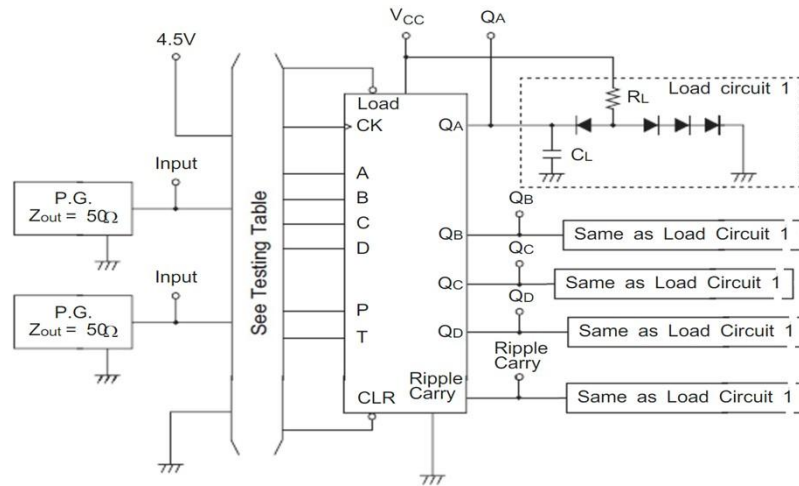 VCC
QA
4.5V
Load circuit 1
RL
Load
CK
QA
CL
Input
A
P.G.
Zout = 50Ω
B
C
D
See Testing Table
QB
QB
Same as Load Circuit 1
QC
Input
QC
Same as Load Circuit 1
P.G.
Zout = 50Ω
P
QD
T
QD
Same as Load Circuit 1
Ripple
Carry
Ripple
Carry
CLR
Same as Load Circuit 1